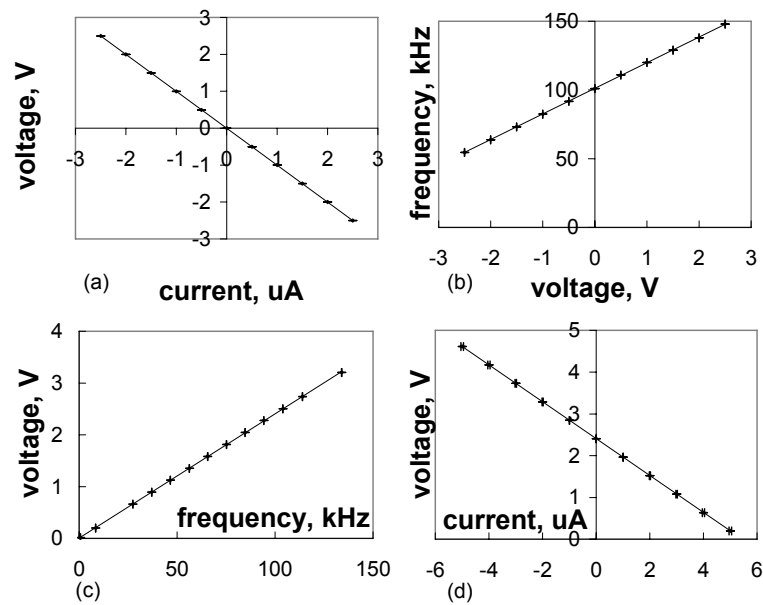 3
2
1
0
-1
-2
-3
-3 -2 -1 0 1 2 3
voltage, V
(a) current, uA
150
100
50
0
-3 -2 -1 0 1 2 3
frequency, kHz
(b) voltage, V
4
3
2
1
0
0 50 100 150
voltage, V
frequency, kHz
(c)
5
4
3
2
1
0
-6 -4 -2 0 2 4 6
voltage, V
current, uA
(d)